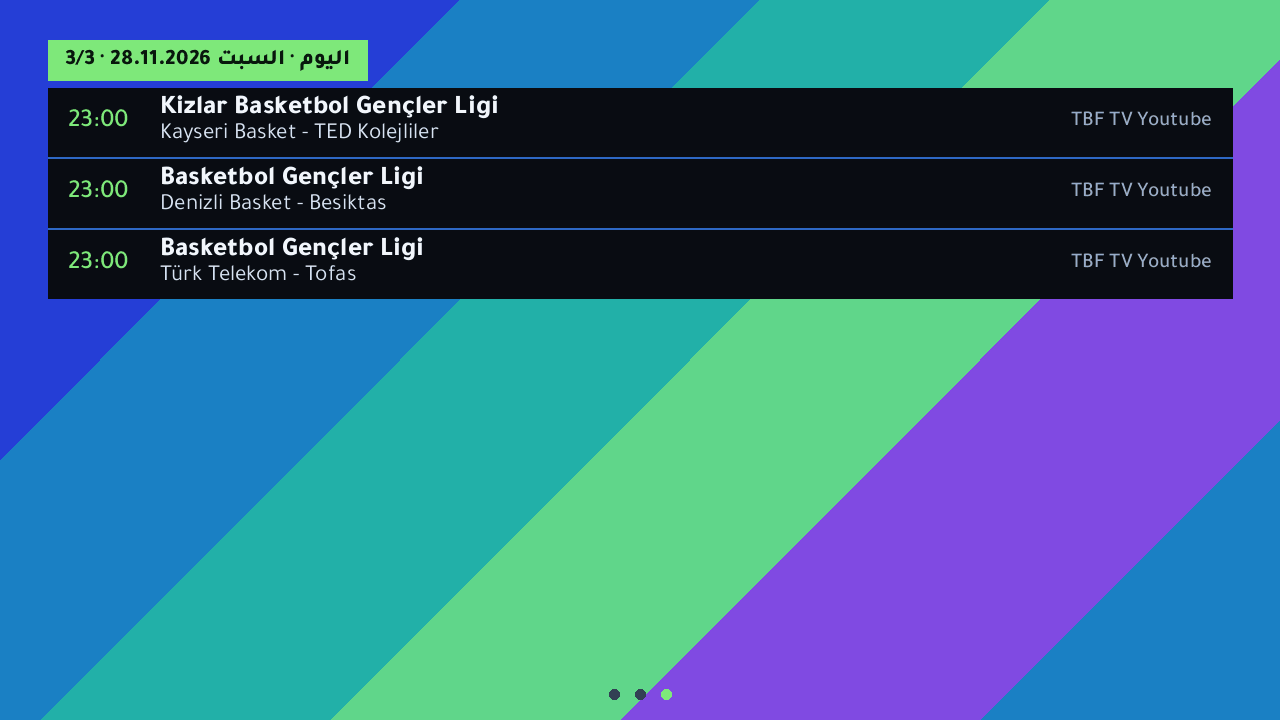 اليوم · السبت 28.11.2026 · 3/3
23:00
Kizlar Basketbol Gençler Ligi
Kayseri Basket - TED Kolejliler
TBF TV Youtube
23:00
Basketbol Gençler Ligi
Denizli Basket - Besiktas
TBF TV Youtube
23:00
Basketbol Gençler Ligi
Türk Telekom - Tofas
TBF TV Youtube